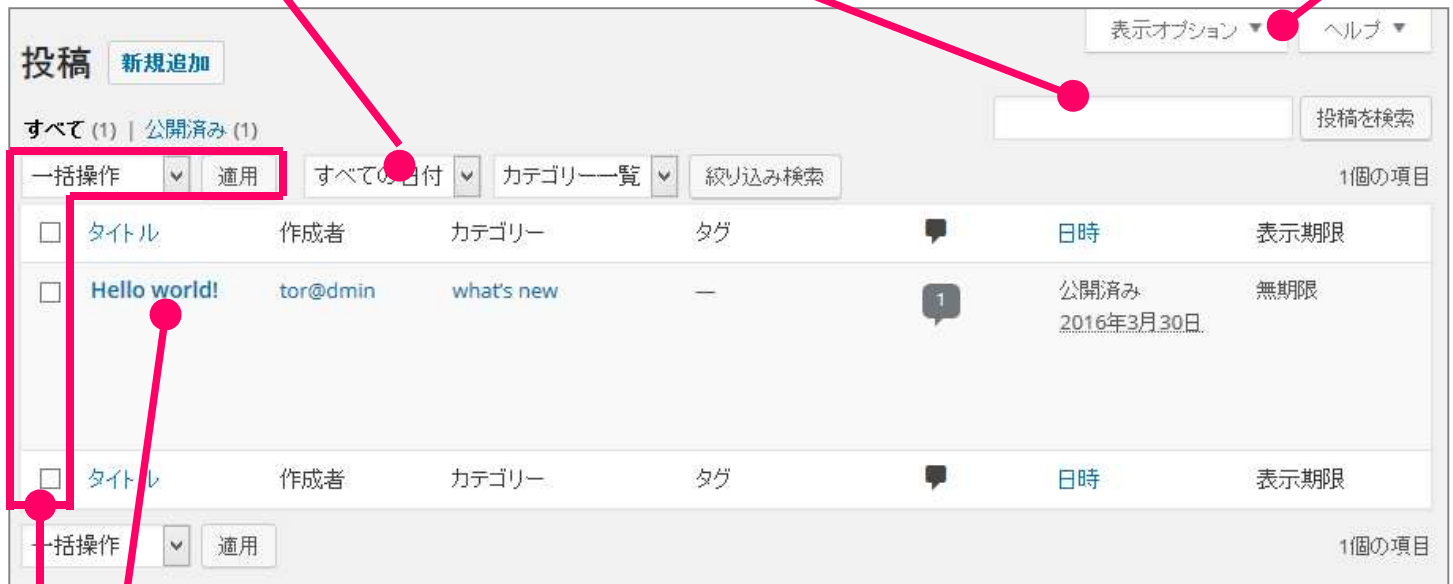 表示オプション ▼ ヘルプ ▼
投稿 新規追加
すべて (1) | 公開済み (1) 投稿を検索
一括操作 適用 すべての日付 カテゴリー一覧 絞り込み検索 1個の項目
タイトル 作成者 カテゴリー タグ 日時 表示期限
Hello world! tor@dmin what's new — 1 公開済み 無期限
2016年3月30日
タイトル 作成者 カテゴリー タグ 日時 表示期限
一括操作 適用 1個の項目